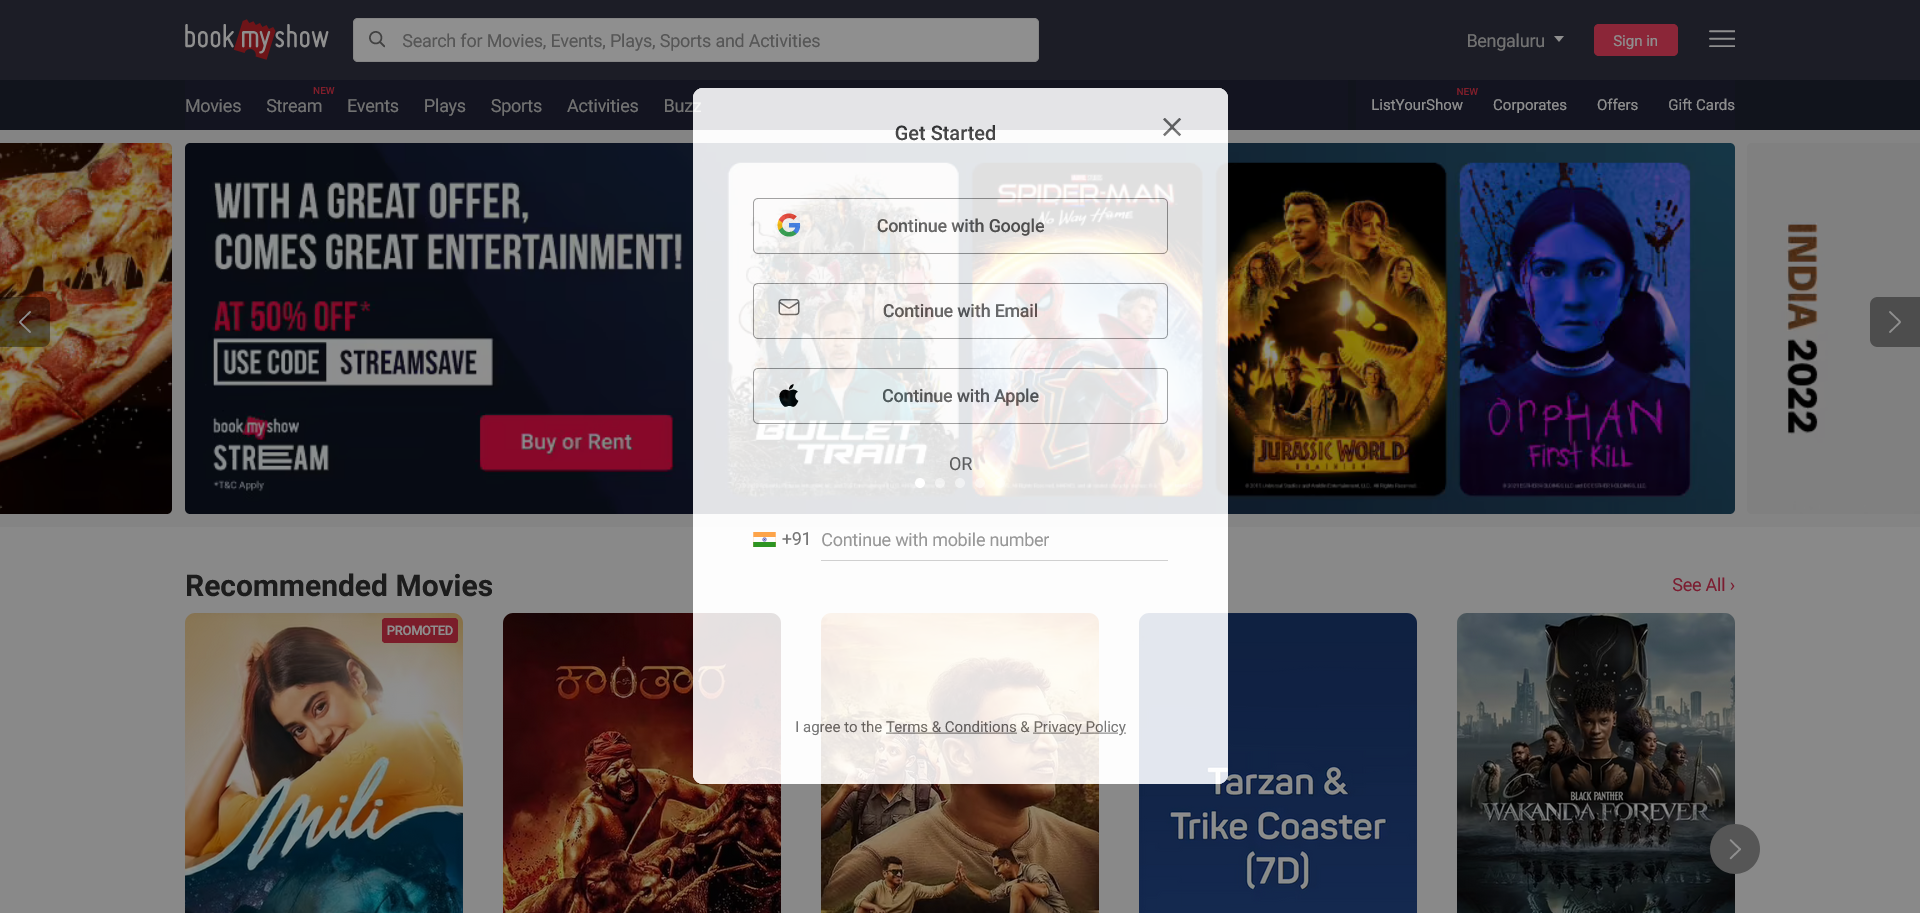 book my show
Search for Movies, Events, Plays, Sports and Activities
Bengaluru
Sign in
Movies
Stream
NEW
Events
Plays
Sports
Activities
Buzz
ListYourShow
NEW
Corporates
Offers
Gift Cards
WITH A GREAT OFFER,
COMES GREAT ENTERTAINMENT!
AT 50% OFF*
USE CODE STREAMSAVE
book my show
STREAM
*T&C Apply
Buy or Rent
BULLET
TRAIN
SPIDER-MAN
No Way Home
JURASSIC WORLD
DOMINION
ORPHAN
First Kill
INDIA 2022
Get Started
Continue with Google
Continue with Email
Continue with Apple
OR
+91 Continue with mobile number
I agree to the Terms & Conditions & Privacy Policy
Recommended Movies
See All ›
PROMOTED
Mili
ಕಾಂತಾರ
Tarzan &
Trike Coaster
(7D)
BLACK PANTHER
WAKANDA FOREVER